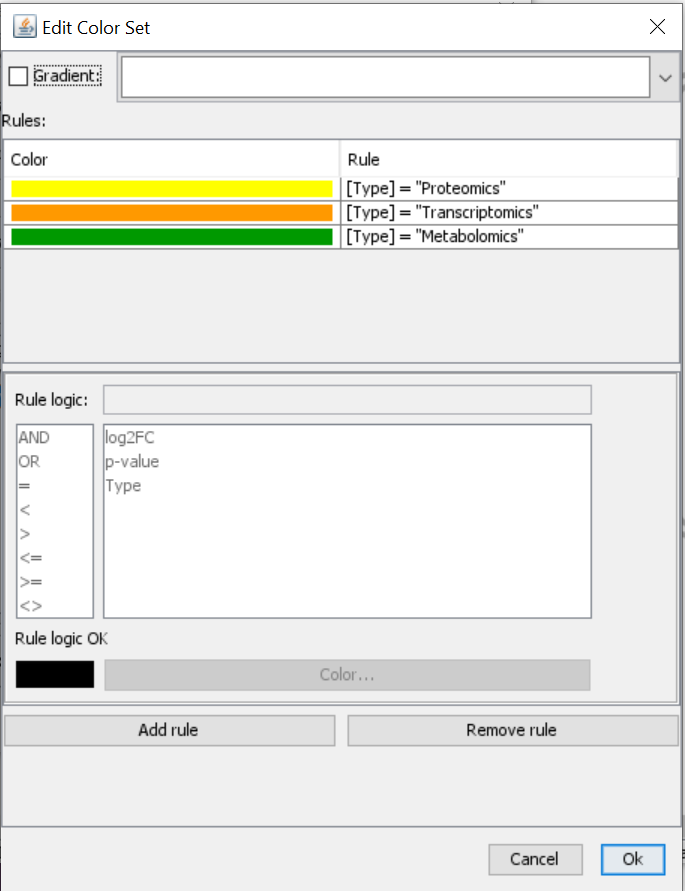 Edit Color Set
Gradient:
Rules:
Color Rule
[Type] = "Proteomics"
[Type] = "Transcriptomics"
[Type] = "Metabolomics"
Rule logic:
AND log2FC
OR p-value
= Type
<
>
<=
>=
<>
Rule logic OK
Color...
Add rule Remove rule
Cancel Ok